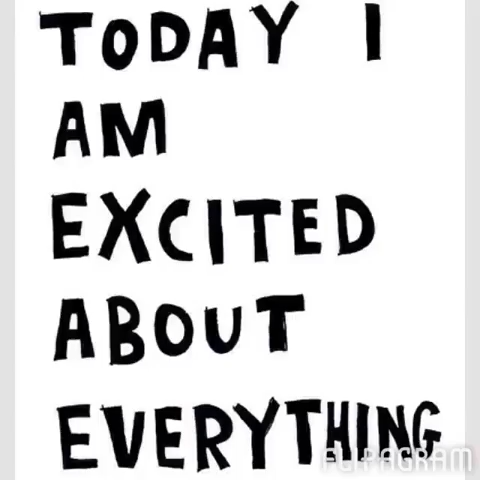 TODAY I
AM
EXCITED
ABOUT
EVERYTHING
FLIPAGRAM